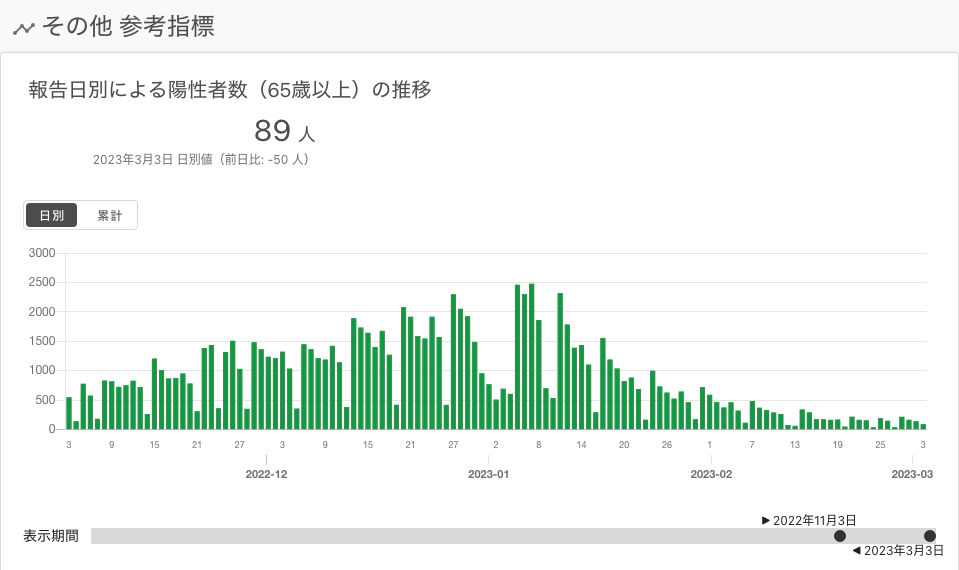 その他 参考指標
報告日別による陽性者数（65歳以上）の推移
89 人
2023年3月3日 日別値（前日比: -50 人）
日別 累計
3000
2500
2000
1500
1000
500
0
3 9 15 21 27 3 9 15 21 27 2 8 14 20 26 1 7 13 19 25 3
2022-12 2023-01 2023-02 2023-03
▶ 2022年11月3日
表示期間
◀ 2023年3月3日